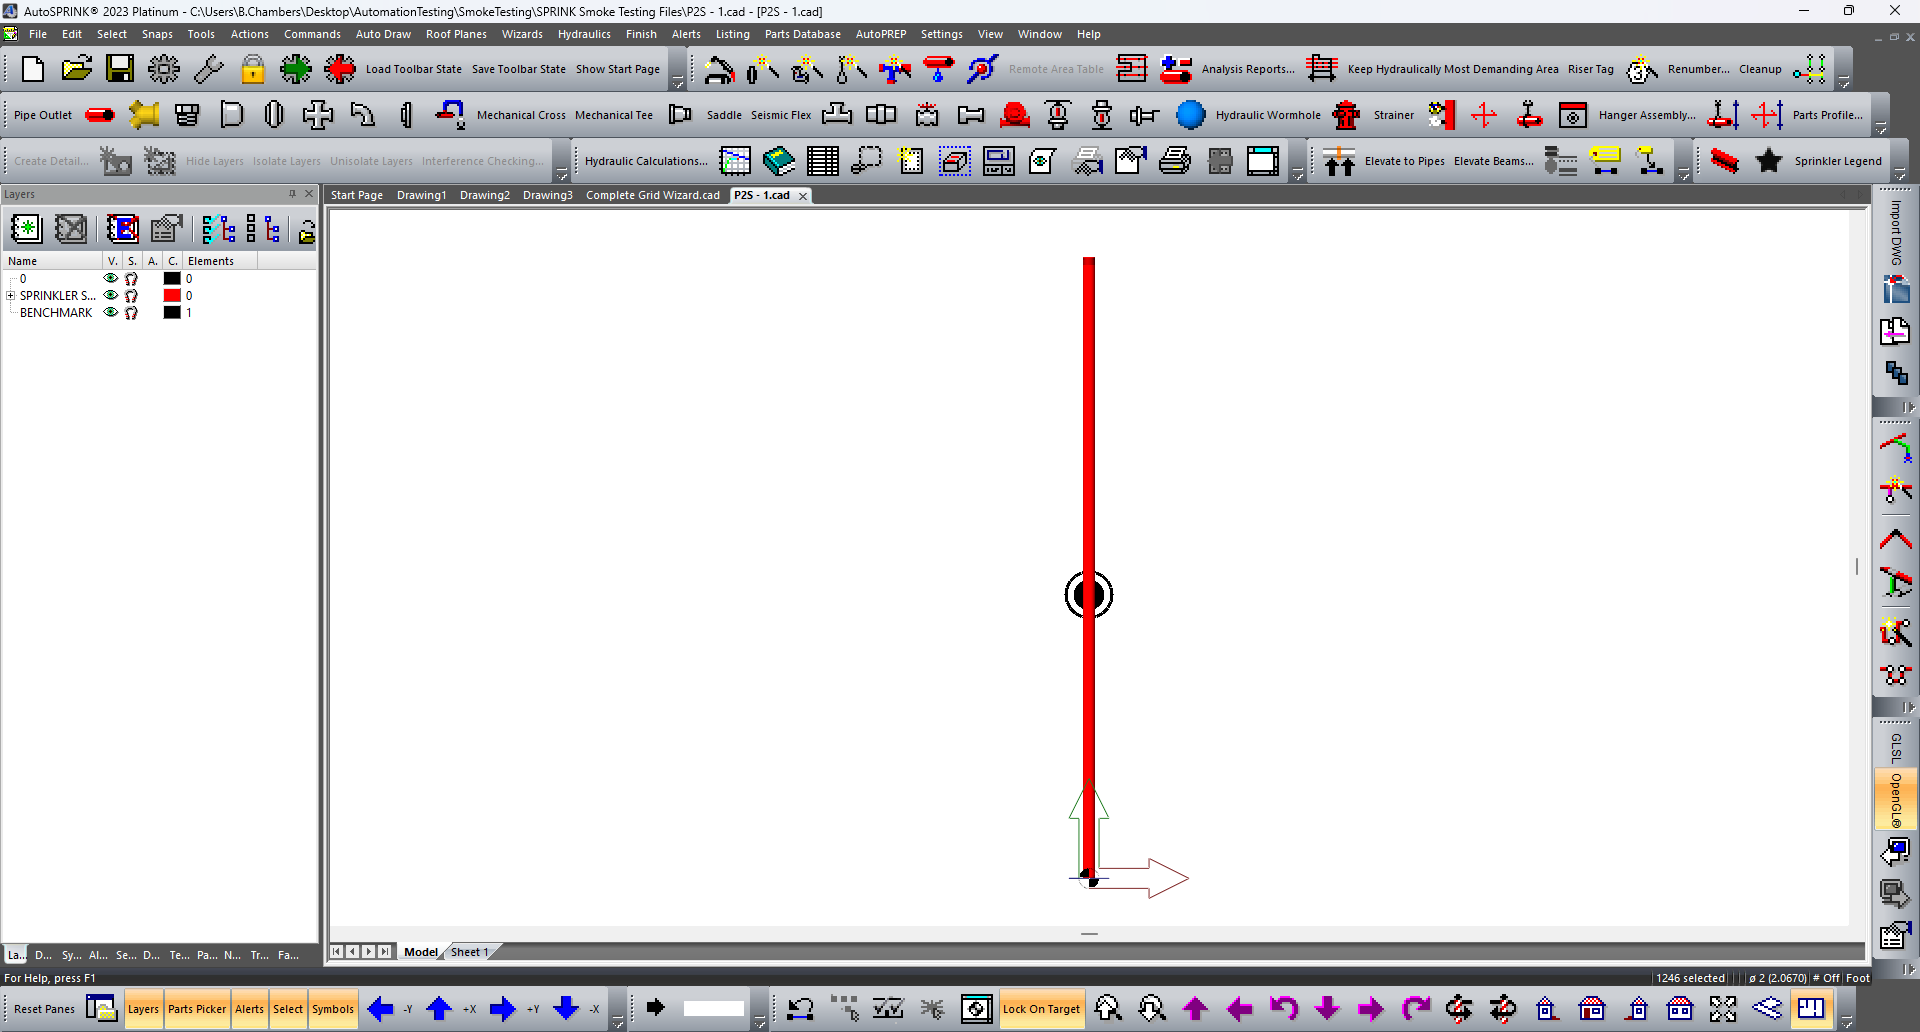 AutoSPRINK® 2023 Platinum - C:\Users\B.Chambers\Desktop\AutomationTesting\SmokeTesting\SPRINK Smoke Testing Files\P2S - 1.cad - [P2S - 1.cad]
File Edit Select Snaps Tools Actions Commands Auto Draw Roof Planes Wizards Hydraulics Finish Alerts Listing Parts Database AutoPREP Settings View Window Help
Load Toolbar State Save Toolbar State Show Start Page Remote Area Table Analysis Reports... Keep Hydraulically Most Demanding Area Riser Tag Renumber... Cleanup
Pipe Outlet Mechanical Cross Mechanical Tee Saddle Seismic Flex Hydraulic Wormhole Strainer Hanger Assembly... Parts Profile...
Create Detail... Hide Layers Isolate Layers Unisolate Layers Interference Checking... Hydraulic Calculations... Elevate to Pipes Elevate Beams... Sprinkler Legend
Layers
Start Page Drawing1 Drawing2 Drawing3 Complete Grid Wizard.cad P2S - 1.cad
Name V. S. A. C. Elements
0 0
SPRINKLER S... 0
BENCHMARK 1
Import DWG
GLSL
OpenGL®
La... D... Sy... Al... Se... D... Te... Pa... N... Tr... Fa...
Model Sheet 1
For Help, press F1
1246 selected ø 2 (2.0670) # Off Foot
Reset Panes Layers Parts Picker Alerts Select Symbols -Y +X +Y -X Lock On Target